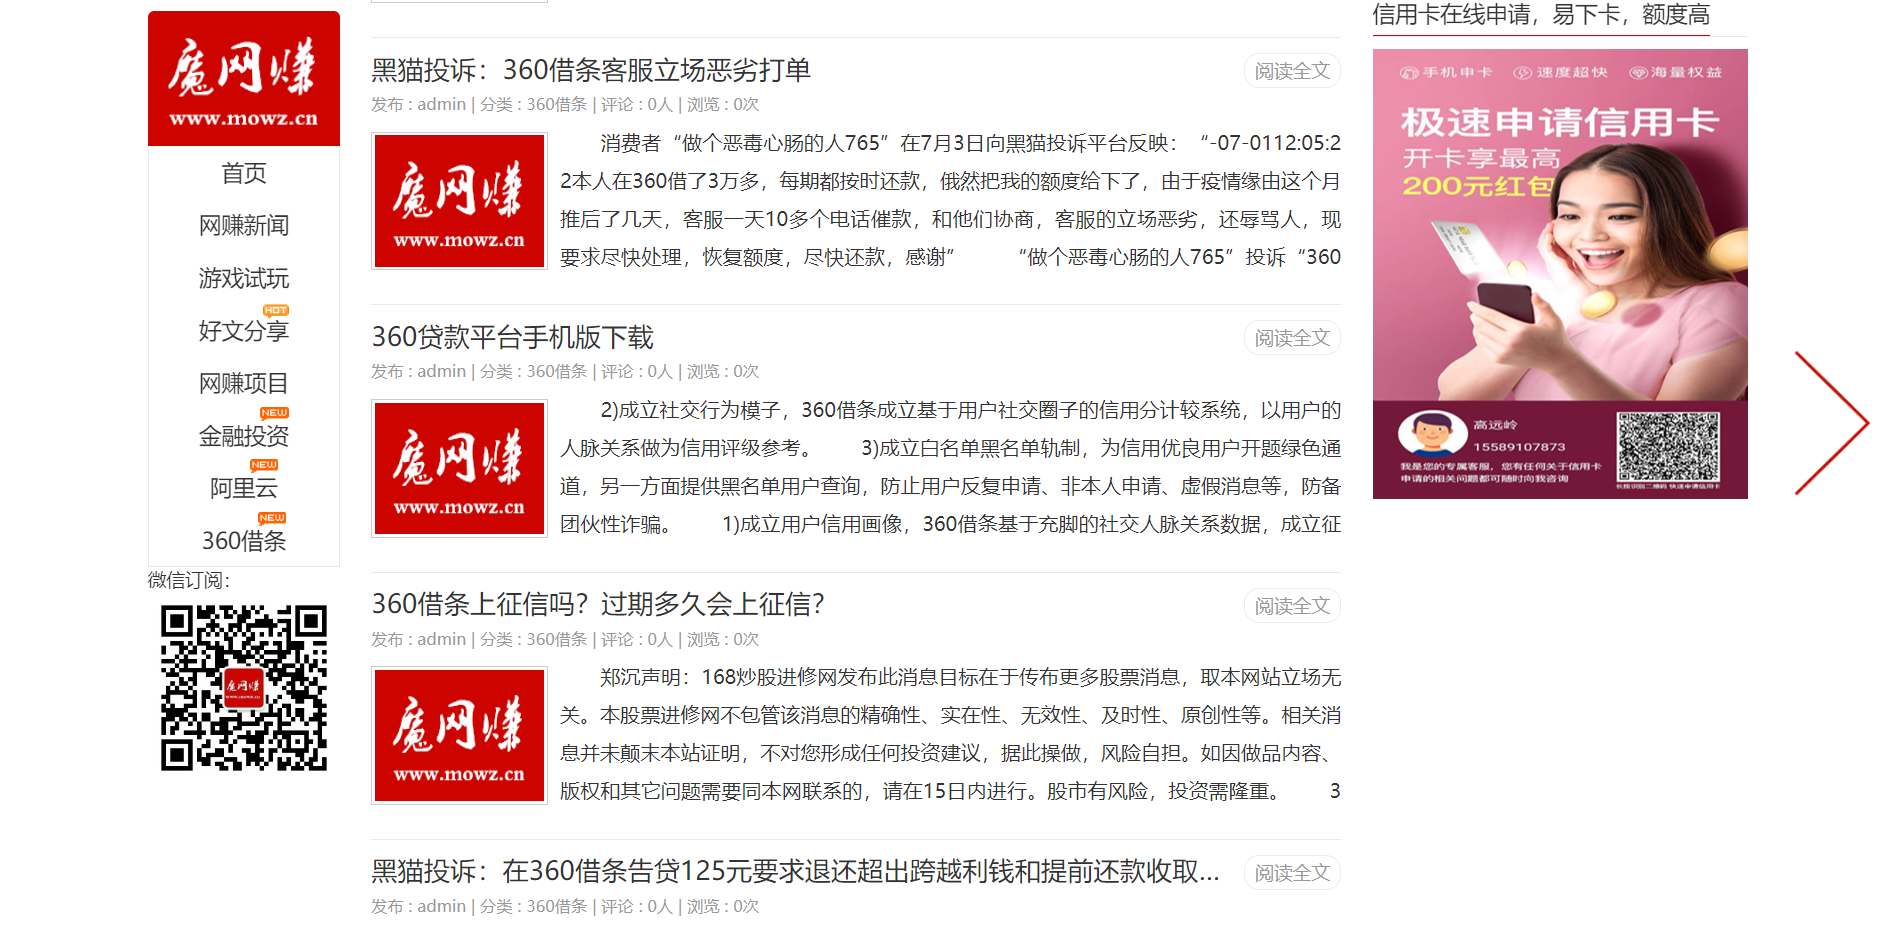 魔网赚
www.mowz.cn
首页
网赚新闻
游戏试玩
HOT
好文分享
网赚项目
NEW
金融投资
NEW
阿里云
NEW
360借条
微信订阅：
魔网赚
黑猫投诉：360借条客服立场恶劣打单
阅读全文
发布 : admin | 分类 : 360借条 | 评论 : 0人 | 浏览 : 0次
魔网赚
www.mowz.cn
消费者“做个恶毒心肠的人765”在7月3日向黑猫投诉平台反映：“-07-0112:05:2
2本人在360借了3万多，每期都按时还款，俄然把我的额度给下了，由于疫情缘由这个月
推后了几天，客服一天10多个电话催款，和他们协商，客服的立场恶劣，还辱骂人，现
要求尽快处理，恢复额度，尽快还款，感谢” “做个恶毒心肠的人765”投诉“360
360贷款平台手机版下载
阅读全文
发布 : admin | 分类 : 360借条 | 评论 : 0人 | 浏览 : 0次
魔网赚
www.mowz.cn
2)成立社交行为模子，360借条成立基于用户社交圈子的信用分计较系统，以用户的
人脉关系做为信用评级参考。 3)成立白名单黑名单轨制，为信用优良用户开题绿色通
道，另一方面提供黑名单用户查询，防止用户反复申请、非本人申请、虚假消息等，防备
团伙性诈骗。 1)成立用户信用画像，360借条基于充脚的社交人脉关系数据，成立征
360借条上征信吗？过期多久会上征信？
阅读全文
发布 : admin | 分类 : 360借条 | 评论 : 0人 | 浏览 : 0次
魔网赚
www.mowz.cn
郑沉声明：168炒股进修网发布此消息目标在于传布更多股票消息，取本网站立场无
关。本股票进修网不包管该消息的精确性、实在性、无效性、及时性、原创性等。相关消
息并未颠末本站证明，不对您形成任何投资建议，据此操做，风险自担。如因做品内容、
版权和其它问题需要同本网联系的，请在15日内进行。股市有风险，投资需隆重。 3
黑猫投诉：在360借条告贷125元要求退还超出跨越利钱和提前还款收取...
阅读全文
发布 : admin | 分类 : 360借条 | 评论 : 0人 | 浏览 : 0次
信用卡在线申请，易下卡，额度高
手机申卡 速度超快 海量权益
极速申请信用卡
开卡享最高
200元红包
高远岭
15589107873
我是您的专属客服，您有任何关于信用卡
申请的相关问题都可随时向我咨询
长按识别二维码 快速申请信用卡